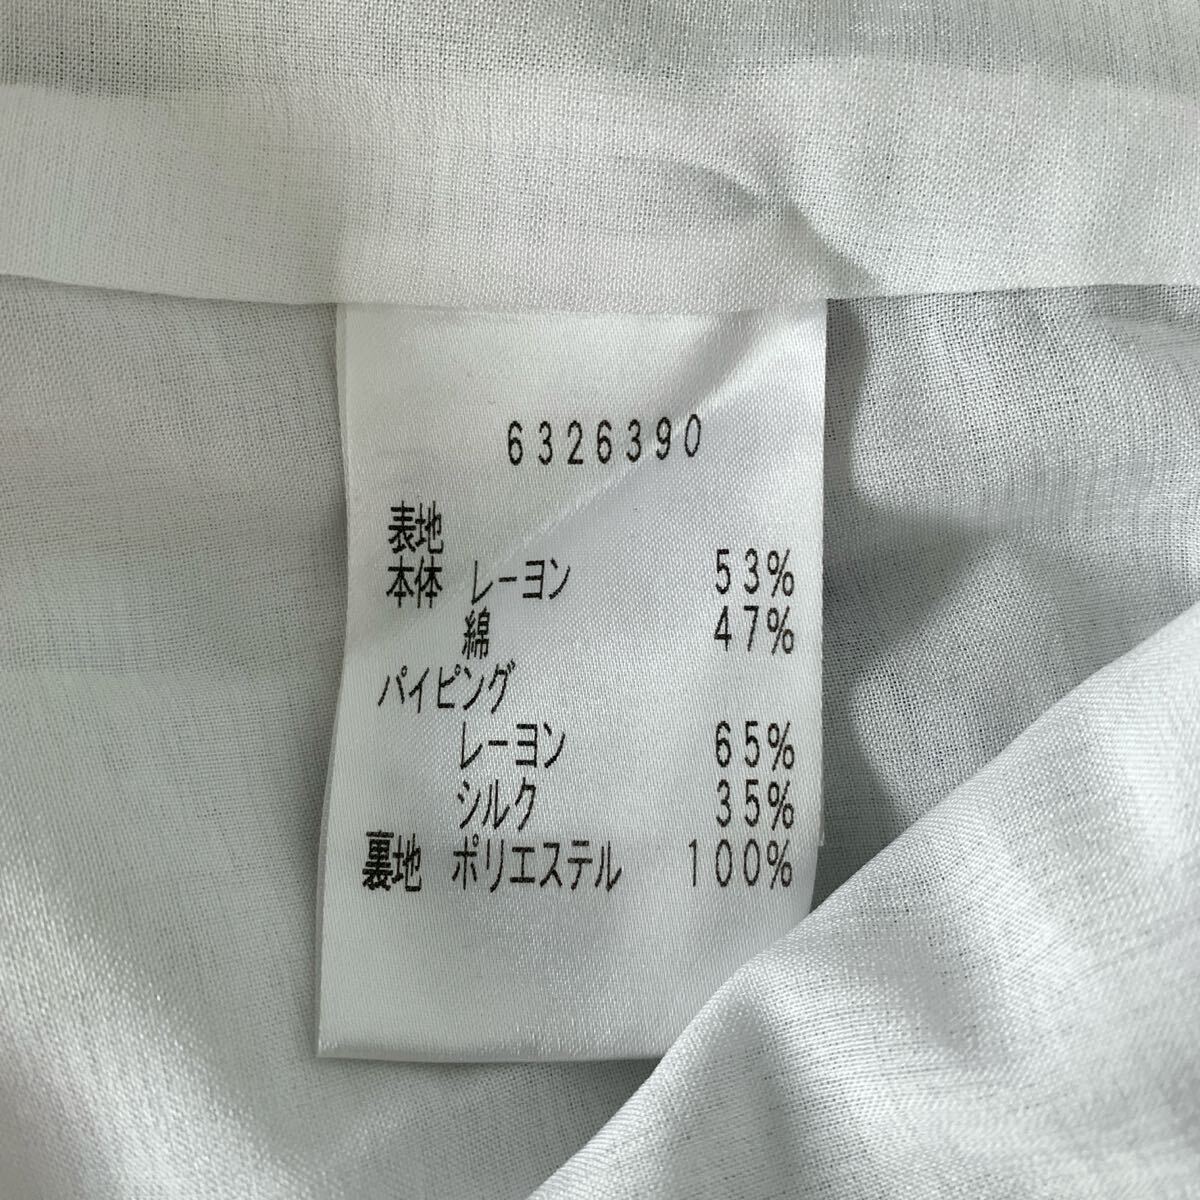 6326390
表地
本体 レーヨン 53%
綿 47%
パイピング
レーヨン 65%
シルク 35%
裏地 ポリエステル 100%